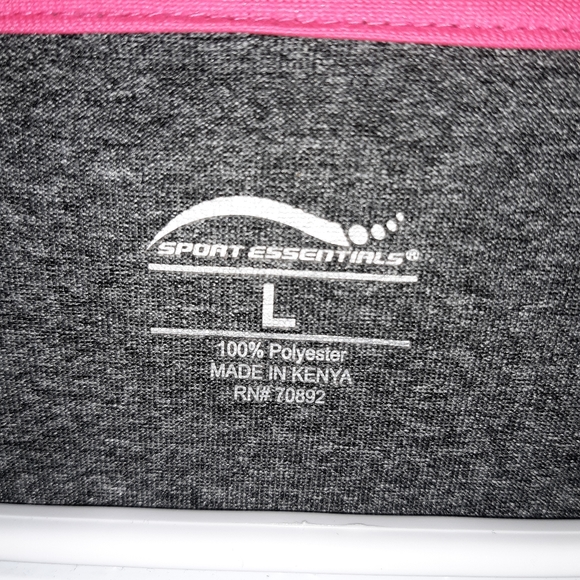 SPORT ESSENTIALS®
L
100% Polyester
MADE IN KENYA
RN# 70892